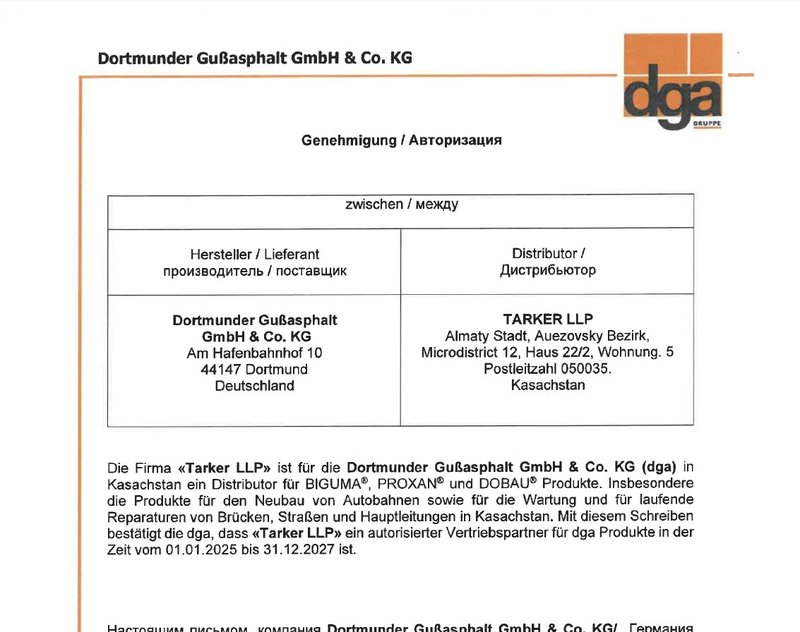 Dortmunder Gußasphalt GmbH & Co. KG
dga
GRUPPE
Genehmigung / Авторизация
zwischen / между
Hersteller / Lieferant
производитель / поставщик
Distributor /
Дистрибьютор
Dortmunder Gußasphalt
GmbH & Co. KG
Am Hafenbahnhof 10
44147 Dortmund
Deutschland
TARKER LLP
Almaty Stadt, Auezovsky Bezirk,
Microdistrict 12, Haus 22/2, Wohnung. 5
Postleitzahl 050035.
Kasachstan
Die Firma «Tarker LLP» ist für die Dortmunder Gußasphalt GmbH & Co. KG (dga) in
Kasachstan ein Distributor für BIGUMA®, PROXAN® und DOBAU® Produkte. Insbesondere
die Produkte für den Neubau von Autobahnen sowie für die Wartung und für laufende
Reparaturen von Brücken, Straßen und Hauptleitungen in Kasachstan. Mit diesem Schreiben
bestätigt die dga, dass «Tarker LLP» ein autorisierter Vertriebspartner für dga Produkte in der
Zeit vom 01.01.2025 bis 31.12.2027 ist.
Настоящим письмом, компания Dortmunder Gußasphalt GmbH & Co. KG/, Германия